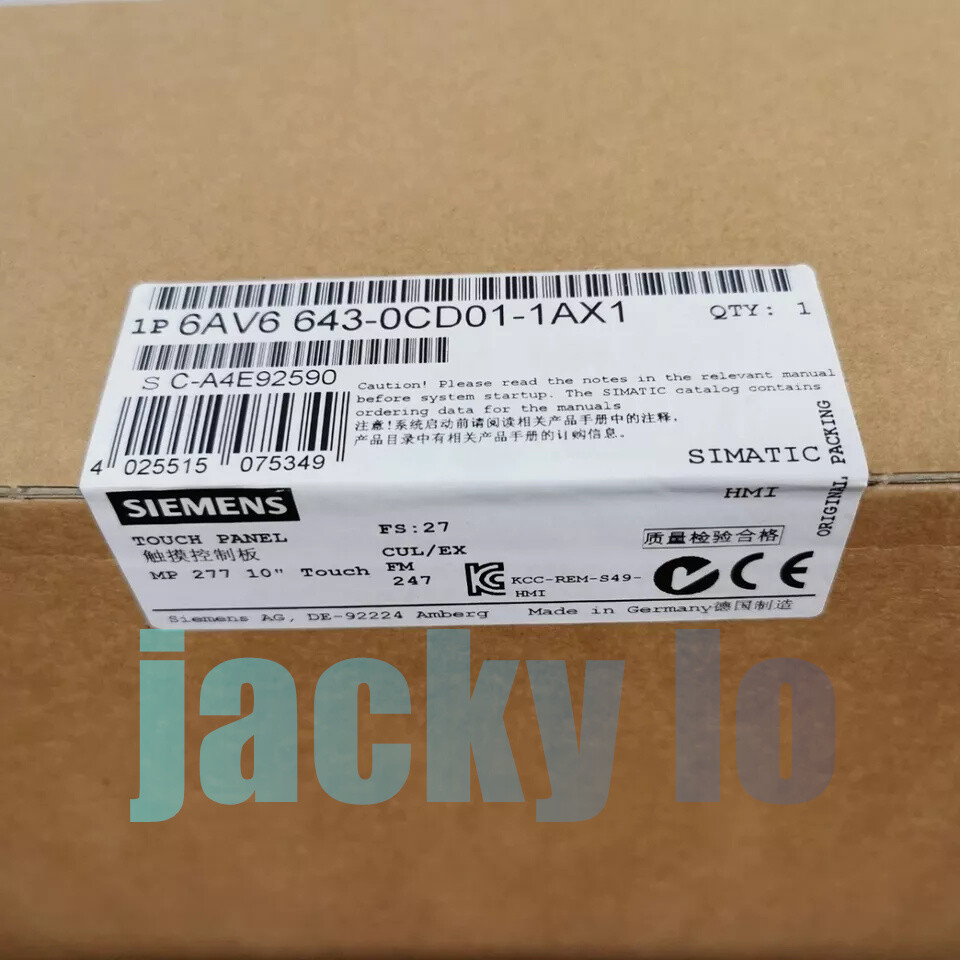 1P 6AV6 643-0CD01-1AX1
QTY: 1
S C-A4E92590
Caution! Please read the notes in the relevant manual
before system startup. The SIMATIC catalog contains
ordering data for the manuals
注意!系统启动前请阅读相关产品手册中的注释,
产品目录中有相关产品手册的订购信息。
4 025515 075349
SIMATIC
HMI
ORIGINAL PACKING
SIEMENS
TOUCH PANEL
触摸控制板
MP 277 10" Touch
FS:27
CUL/EX
FM
247
质量检验合格
KCC-REM-S49-
HMI
CE
Siemens AG, DE-92224 Amberg
Made in Germany德国制造
jacky lo